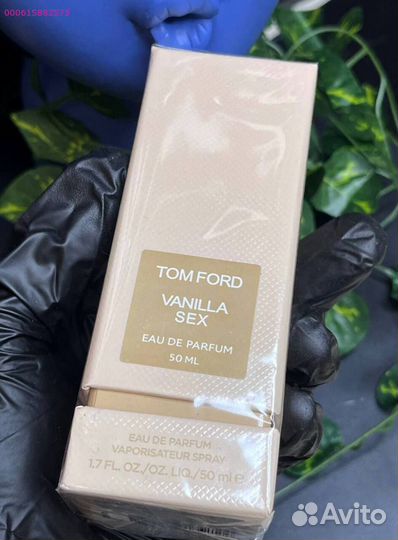 000615882573
TOM FORD
VANILLA
SEX
EAU DE PARFUM
50 ML
EAU DE PARFUM
VAPORISATEUR SPRAY
1.7 FL. OZ./OZ. LIQ./50 ml e
Avito